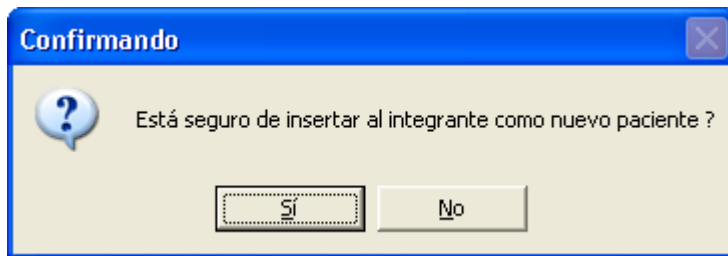 Confirmando
Está seguro de insertar al integrante como nuevo paciente ?
Sí No